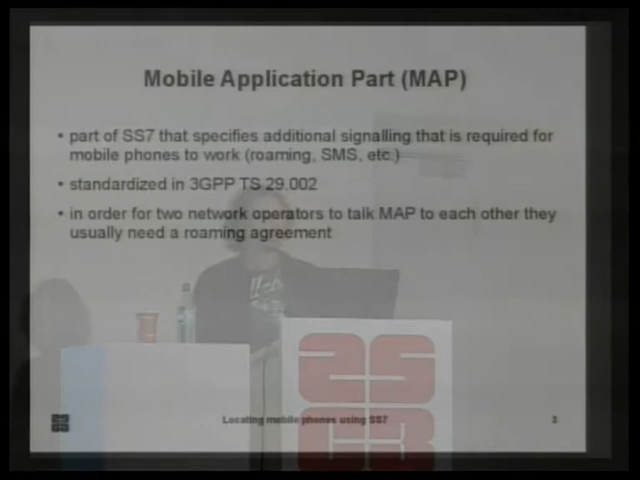 Mobile Application Part (MAP)
• part of SS7 that specifies additional signalling that is required for
mobile phones to work (roaming, SMS, etc.)
• standardized in 3GPP TS 29.002
• in order for two network operators to talk MAP to each other they
usually need a roaming agreement
25
C3
Locating mobile phones using SS7
3